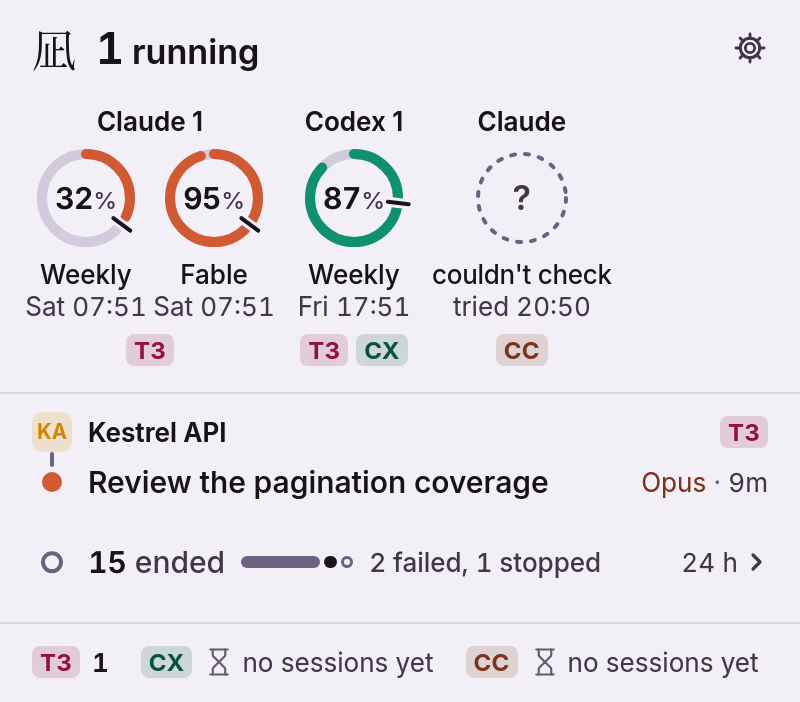 凪 1 running
Claude 1 Codex 1 Claude
32% 95% 87% ?
Weekly Fable Weekly couldn't check
Sat 07:51 Sat 07:51 Fri 17:51 tried 20:50
T3 T3 CX CC
KA Kestrel API T3
Review the pagination coverage Opus · 9m
15 ended 2 failed, 1 stopped 24 h
T3 1 CX no sessions yet CC no sessions yet